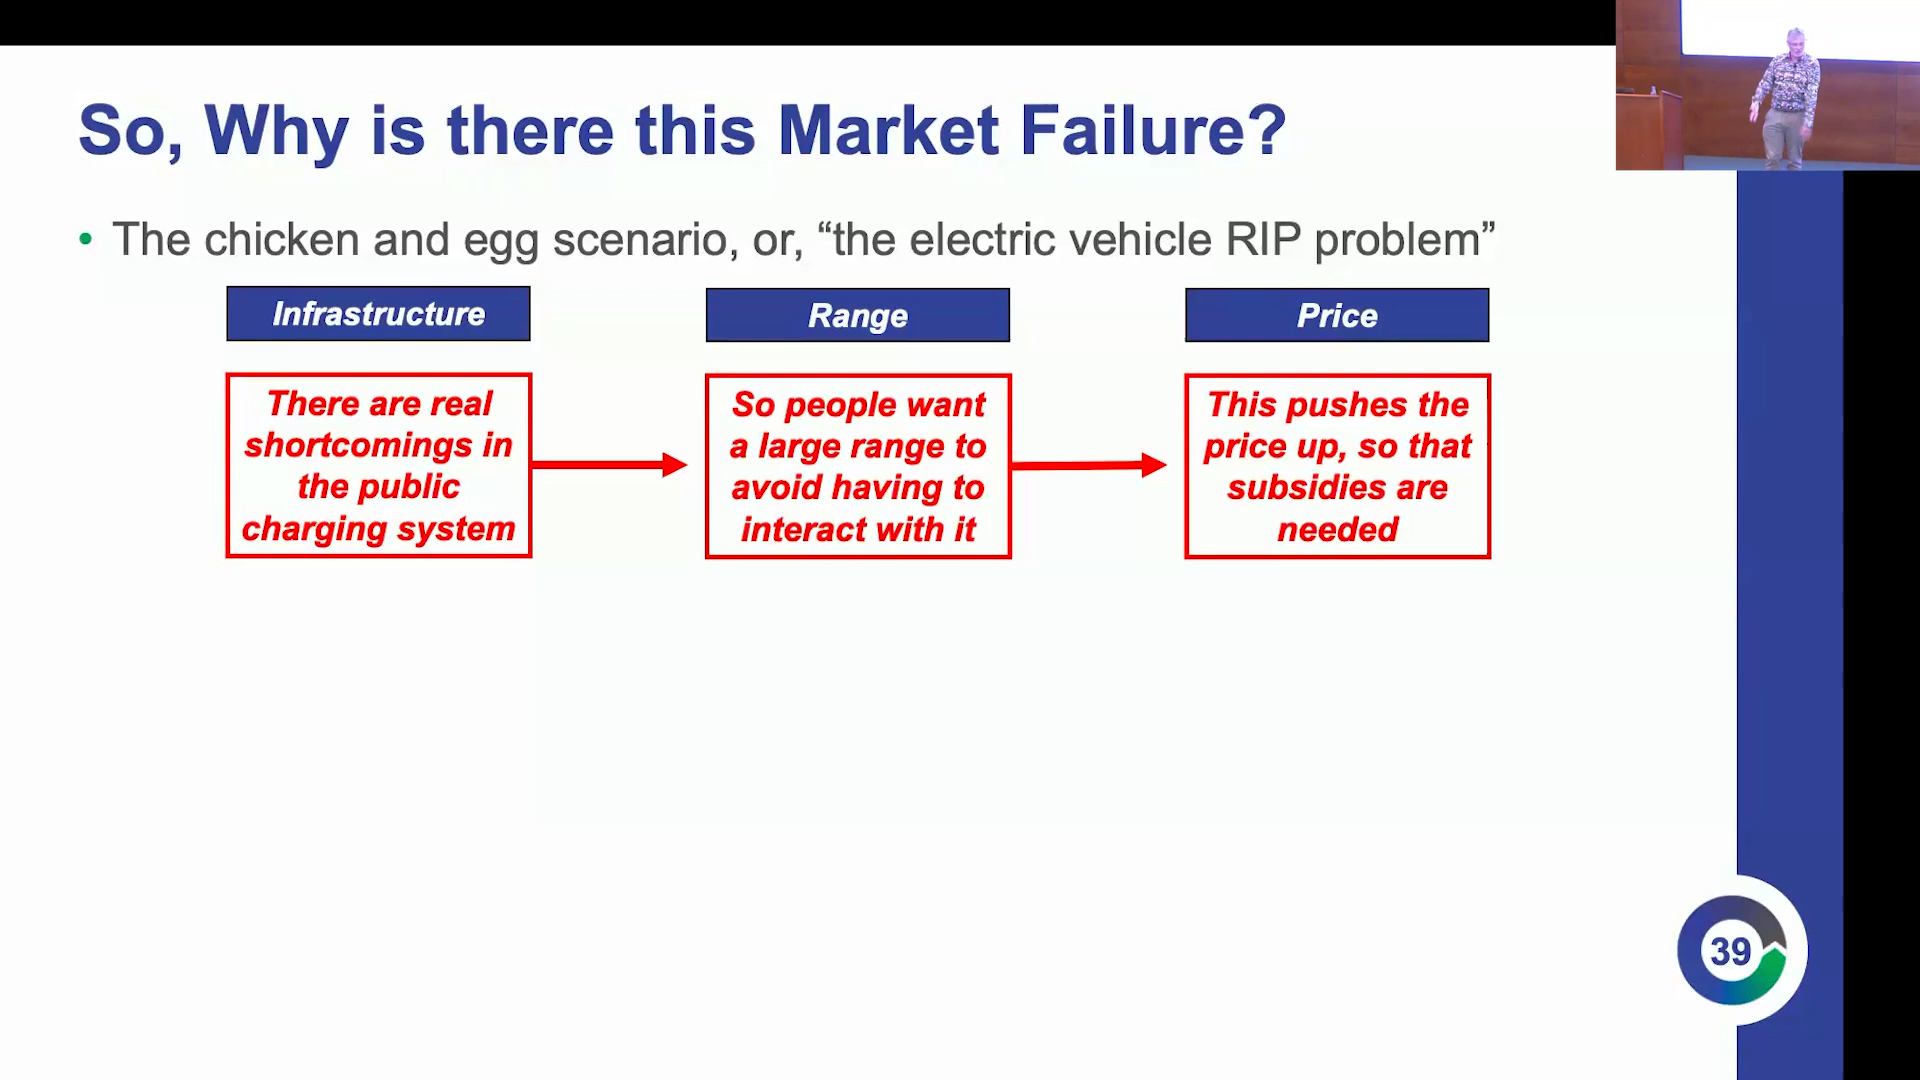 So, Why is there this Market Failure?
• The chicken and egg scenario, or, “the electric vehicle RIP problem”
Infrastructure
There are real
shortcomings in
the public
charging system
Range
So people want
a large range to
avoid having to
interact with it
Price
This pushes the
price up, so that
subsidies are
needed
39